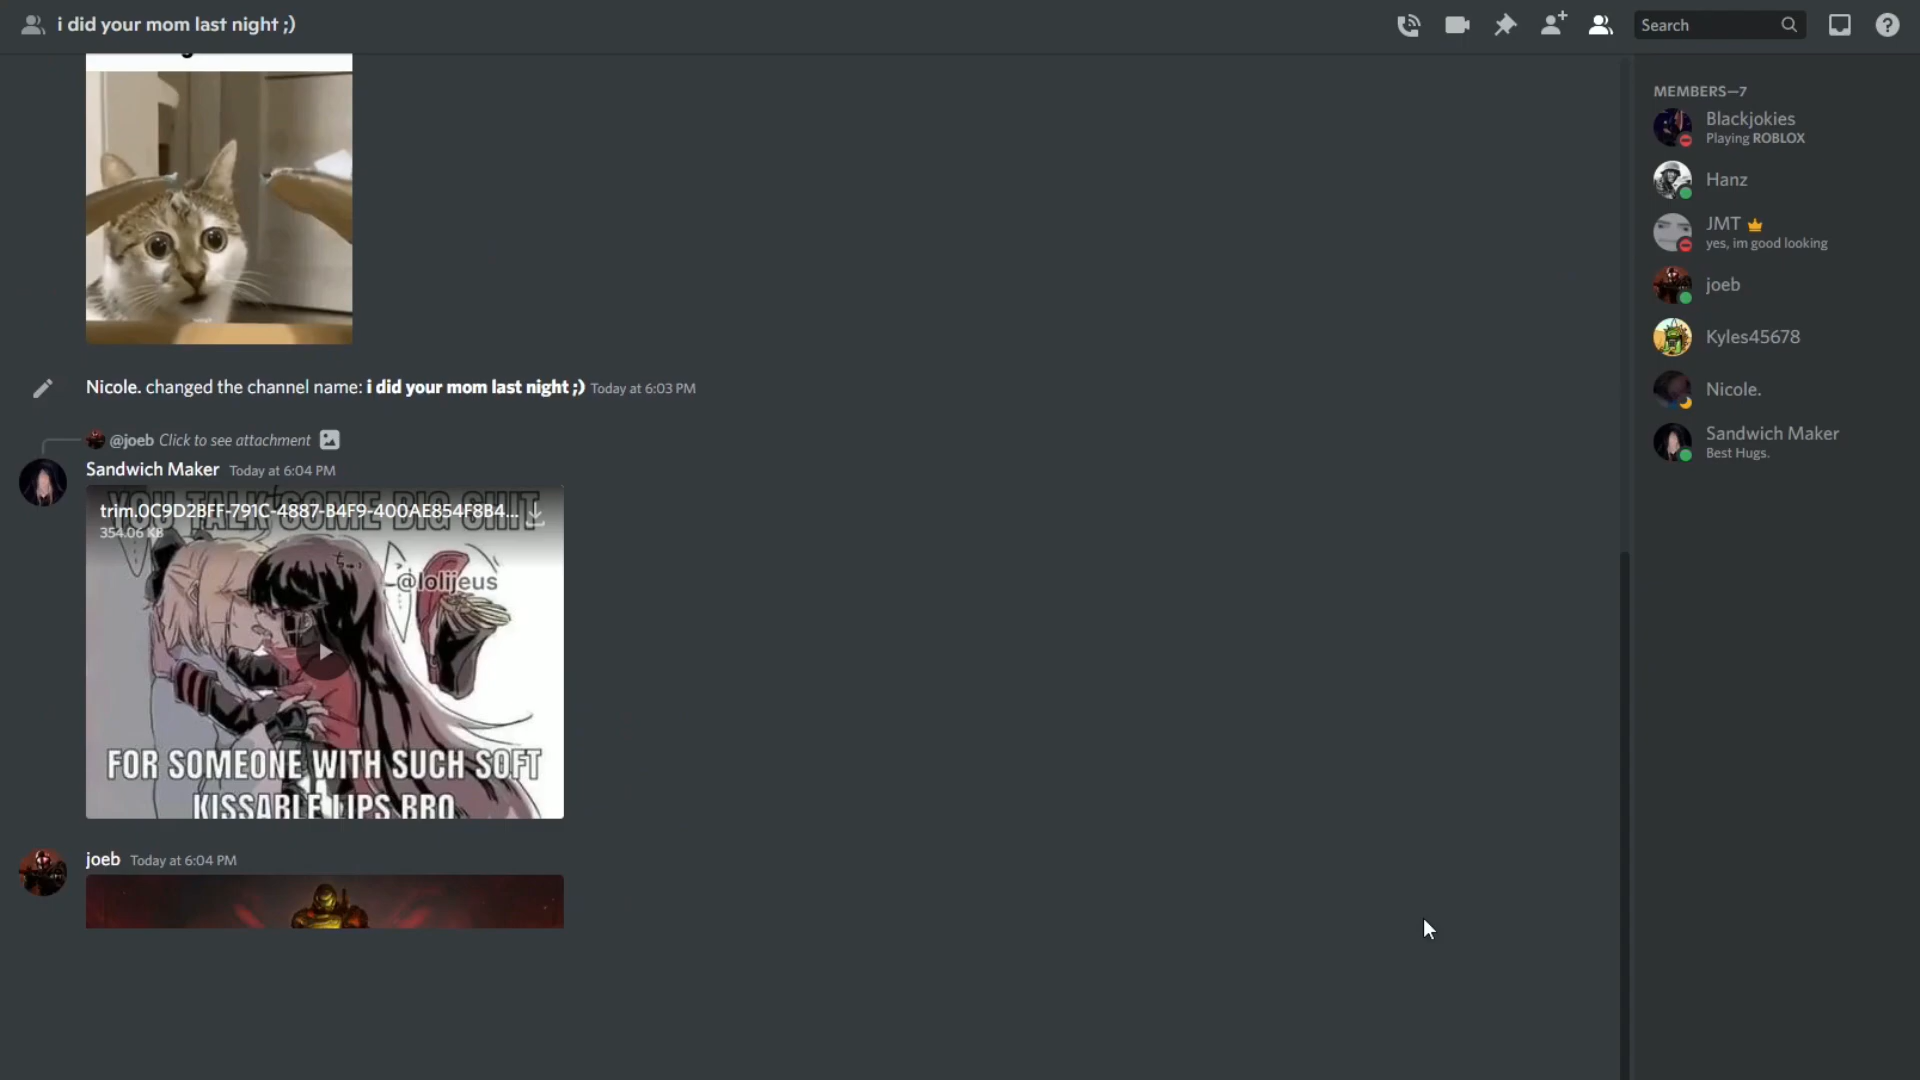 i did your mom last night ;)
Search
Nicole. changed the channel name: i did your mom last night ;) Today at 6:03 PM
@joeb Click to see attachment
Sandwich Maker Today at 6:04 PM
YOU TALK SOME BIG SHIT
trim.0C9D2BFF-791C-4887-B4F9-400AE854F8B4...
354.06 KB
@lolijeus
FOR SOMEONE WITH SUCH SOFT
KISSABLE LIPS BRO
joeb Today at 6:04 PM
MEMBERS—7
Blackjokies
Playing ROBLOX
Hanz
JMT
yes, im good looking
joeb
Kyles45678
Nicole.
Sandwich Maker
Best Hugs.